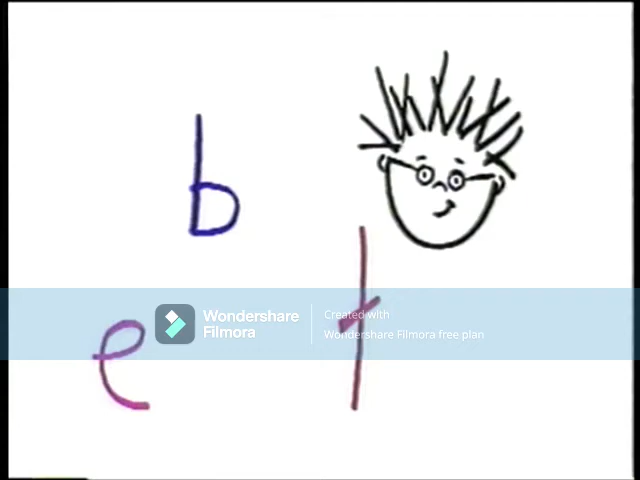 b
Wondershare
Filmora
Created with
Wondershare Filmora free plan
e t